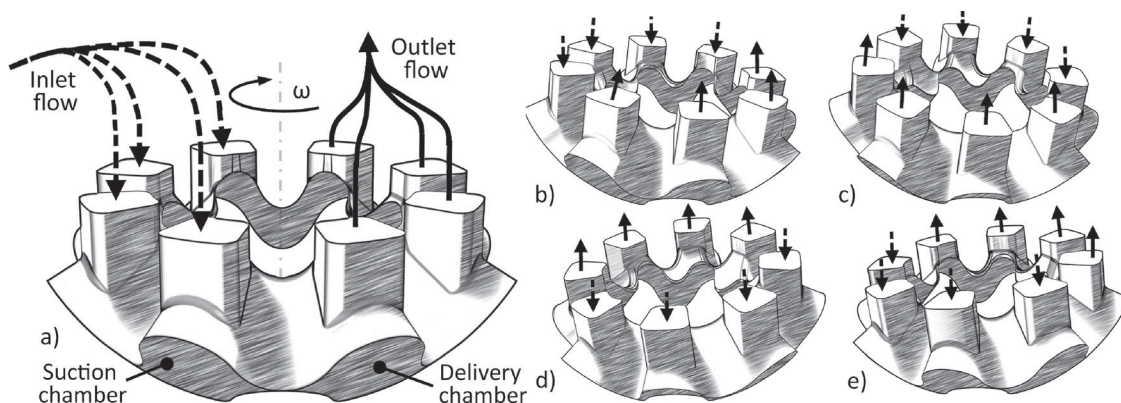 Inlet
flow
ω
Outlet
flow
a)
Suction
chamber
Delivery
chamber
b)
c)
d)
e)